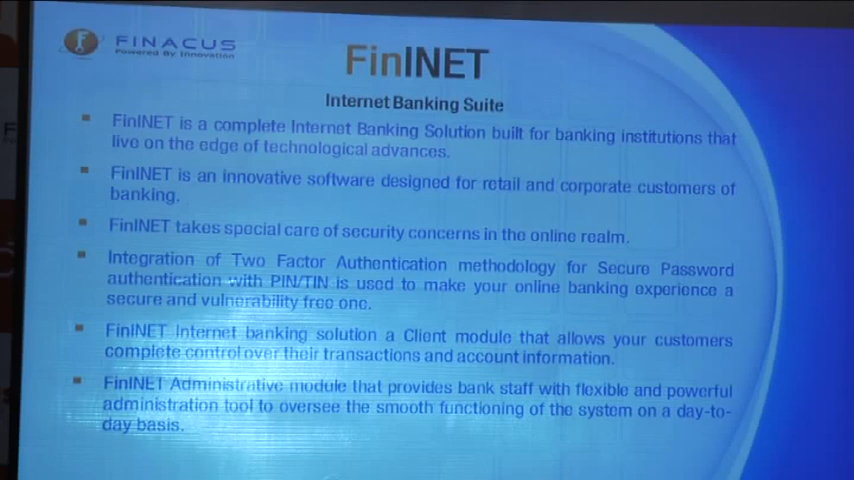 FINACUS
Powered By Innovation
FinINET
Internet Banking Suite
FinINET is a complete Internet Banking Solution built for banking institutions that
live on the edge of technological advances.
FinINET is an innovative software designed for retail and corporate customers of
banking.
FinINET takes special care of security concerns in the online realm.
Integration of Two Factor Authentication methodology for Secure Password
authentication with PIN/TIN is used to make your online banking experience a
secure and vulnerability free one.
FinINET Internet banking solution a Client module that allows your customers
complete control over their transactions and account information.
FinINET Administrative module that provides bank staff with flexible and powerful
administration tool to oversee the smooth functioning of the system on a day-to-
day basis.